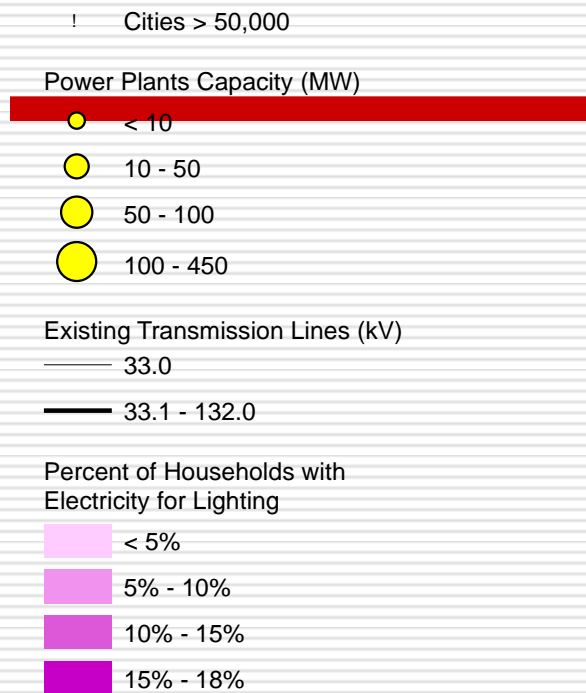 ! Cities > 50,000
Power Plants Capacity (MW)
< 10
10 - 50
50 - 100
100 - 450
Existing Transmission Lines (kV)
33.0
33.1 - 132.0
Percent of Households with
Electricity for Lighting
< 5%
5% - 10%
10% - 15%
15% - 18%